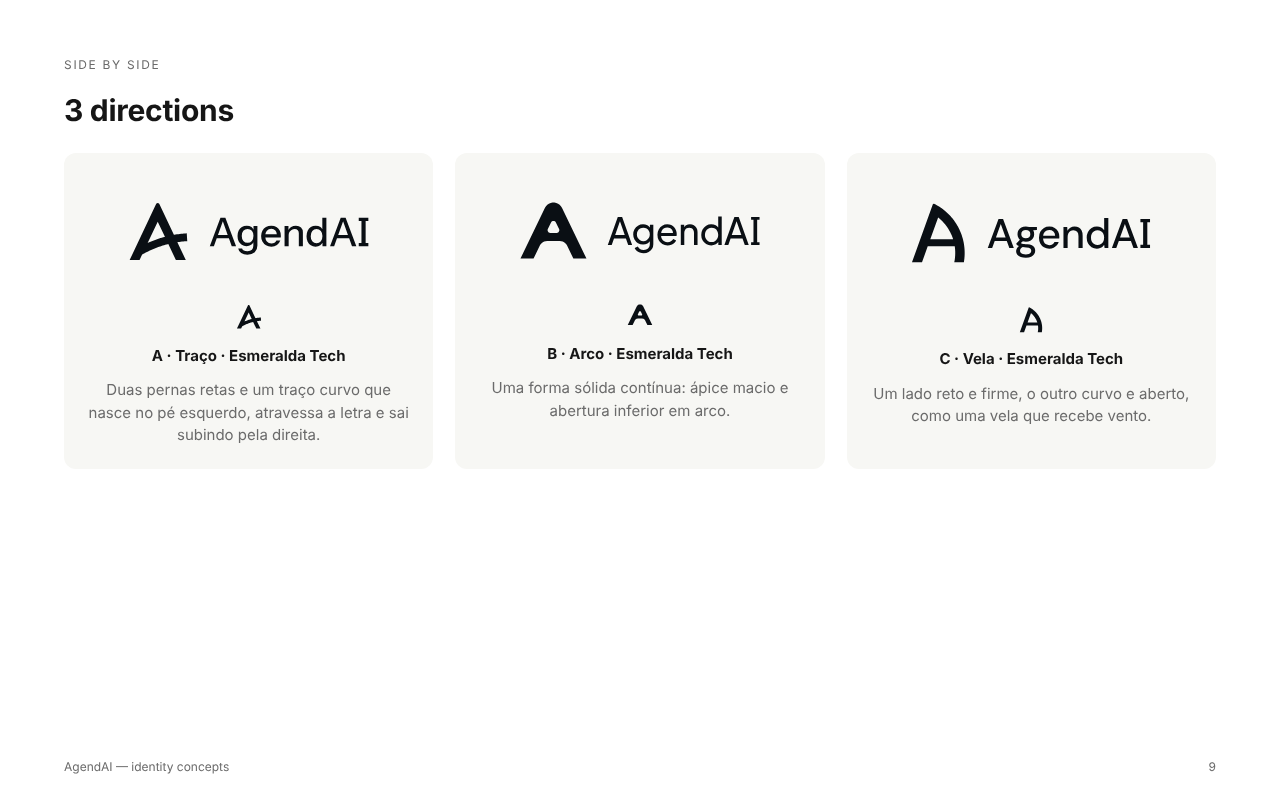 SIDE BY SIDE
3 directions
AgendAI
A · Traço · Esmeralda Tech
Duas pernas retas e um traço curvo que
nasce no pé esquerdo, atravessa a letra e sai
subindo pela direita.
AgendAI
B · Arco · Esmeralda Tech
Uma forma sólida contínua: ápice macio e
abertura inferior em arco.
AgendAI
C · Vela · Esmeralda Tech
Um lado reto e firme, o outro curvo e aberto,
como uma vela que recebe vento.
AgendAI — identity concepts
9